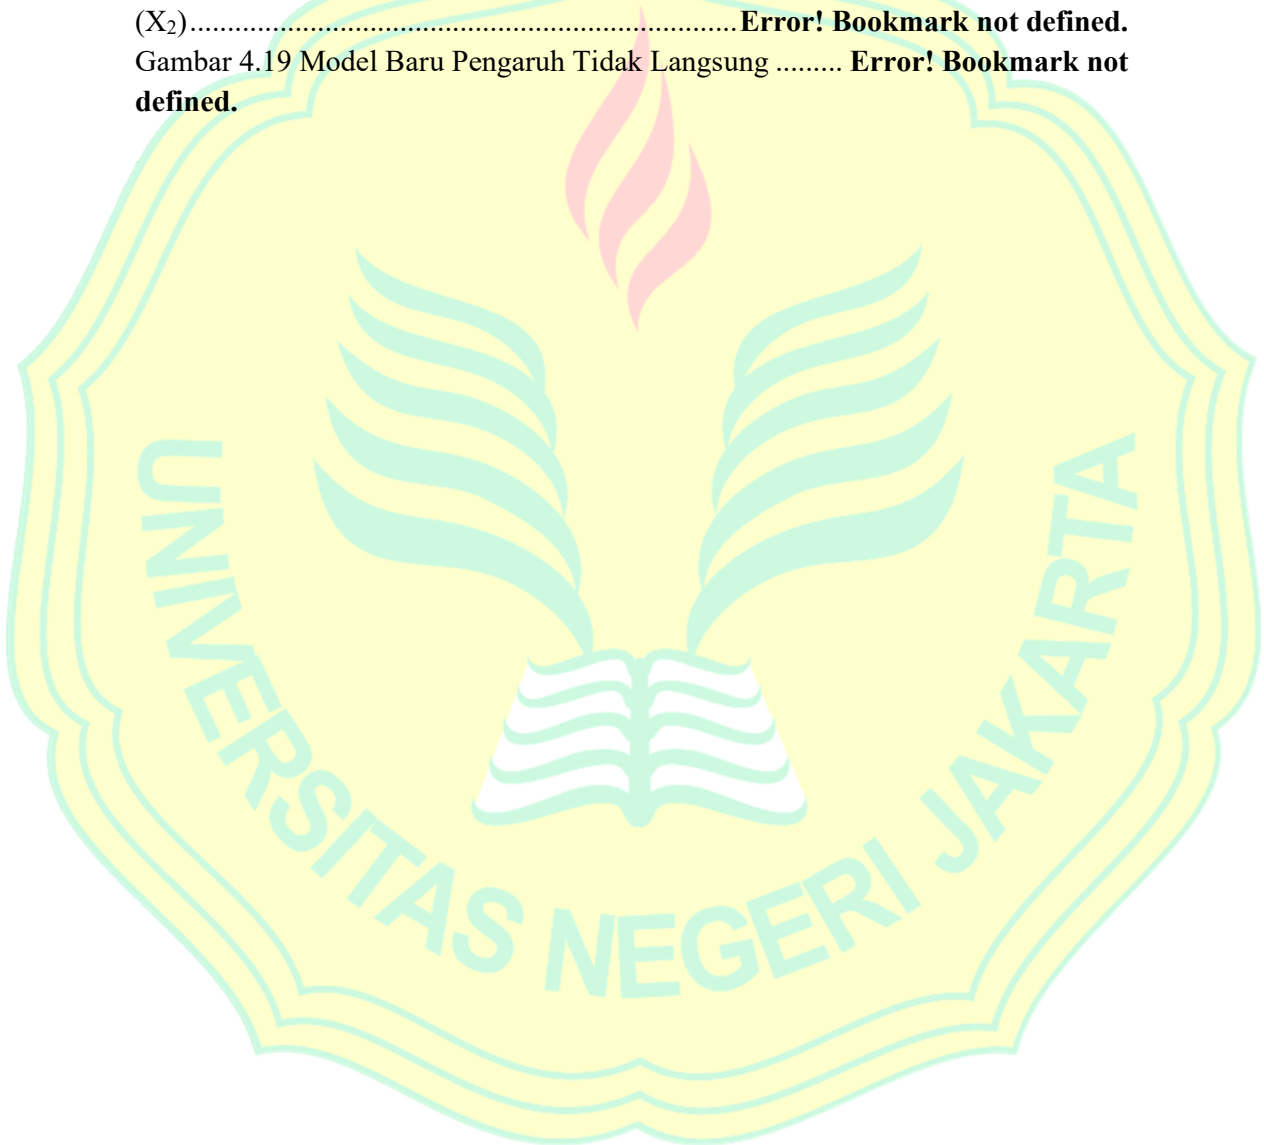 (X₂)..........................................................................Error! Bookmark not defined.
Gambar 4.19 Model Baru Pengaruh Tidak Langsung ......... Error! Bookmark not
defined.
UNIVERSITAS NEGERI JAKARTA